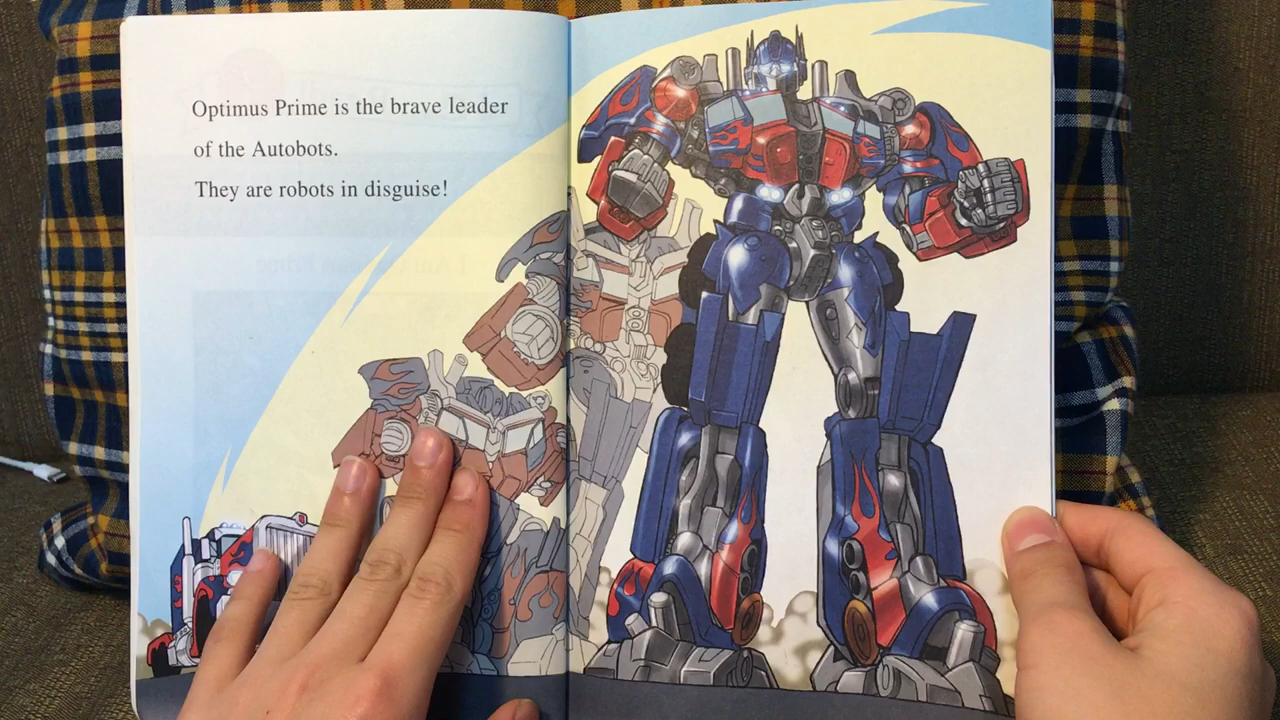 Optimus Prime is the brave leader
of the Autobots.
They are robots in disguise!